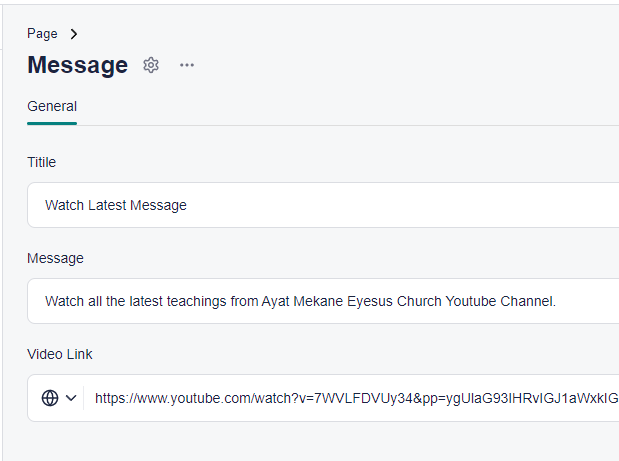 Page
Message
General
Titile
Watch Latest Message
Message
Watch all the latest teachings from Ayat Mekane Eyesus Church Youtube Channel.
Video Link
https://www.youtube.com/watch?v=7WVLFDVUy34&pp=ygUlaG93IHRvIGJ1aWxkIG